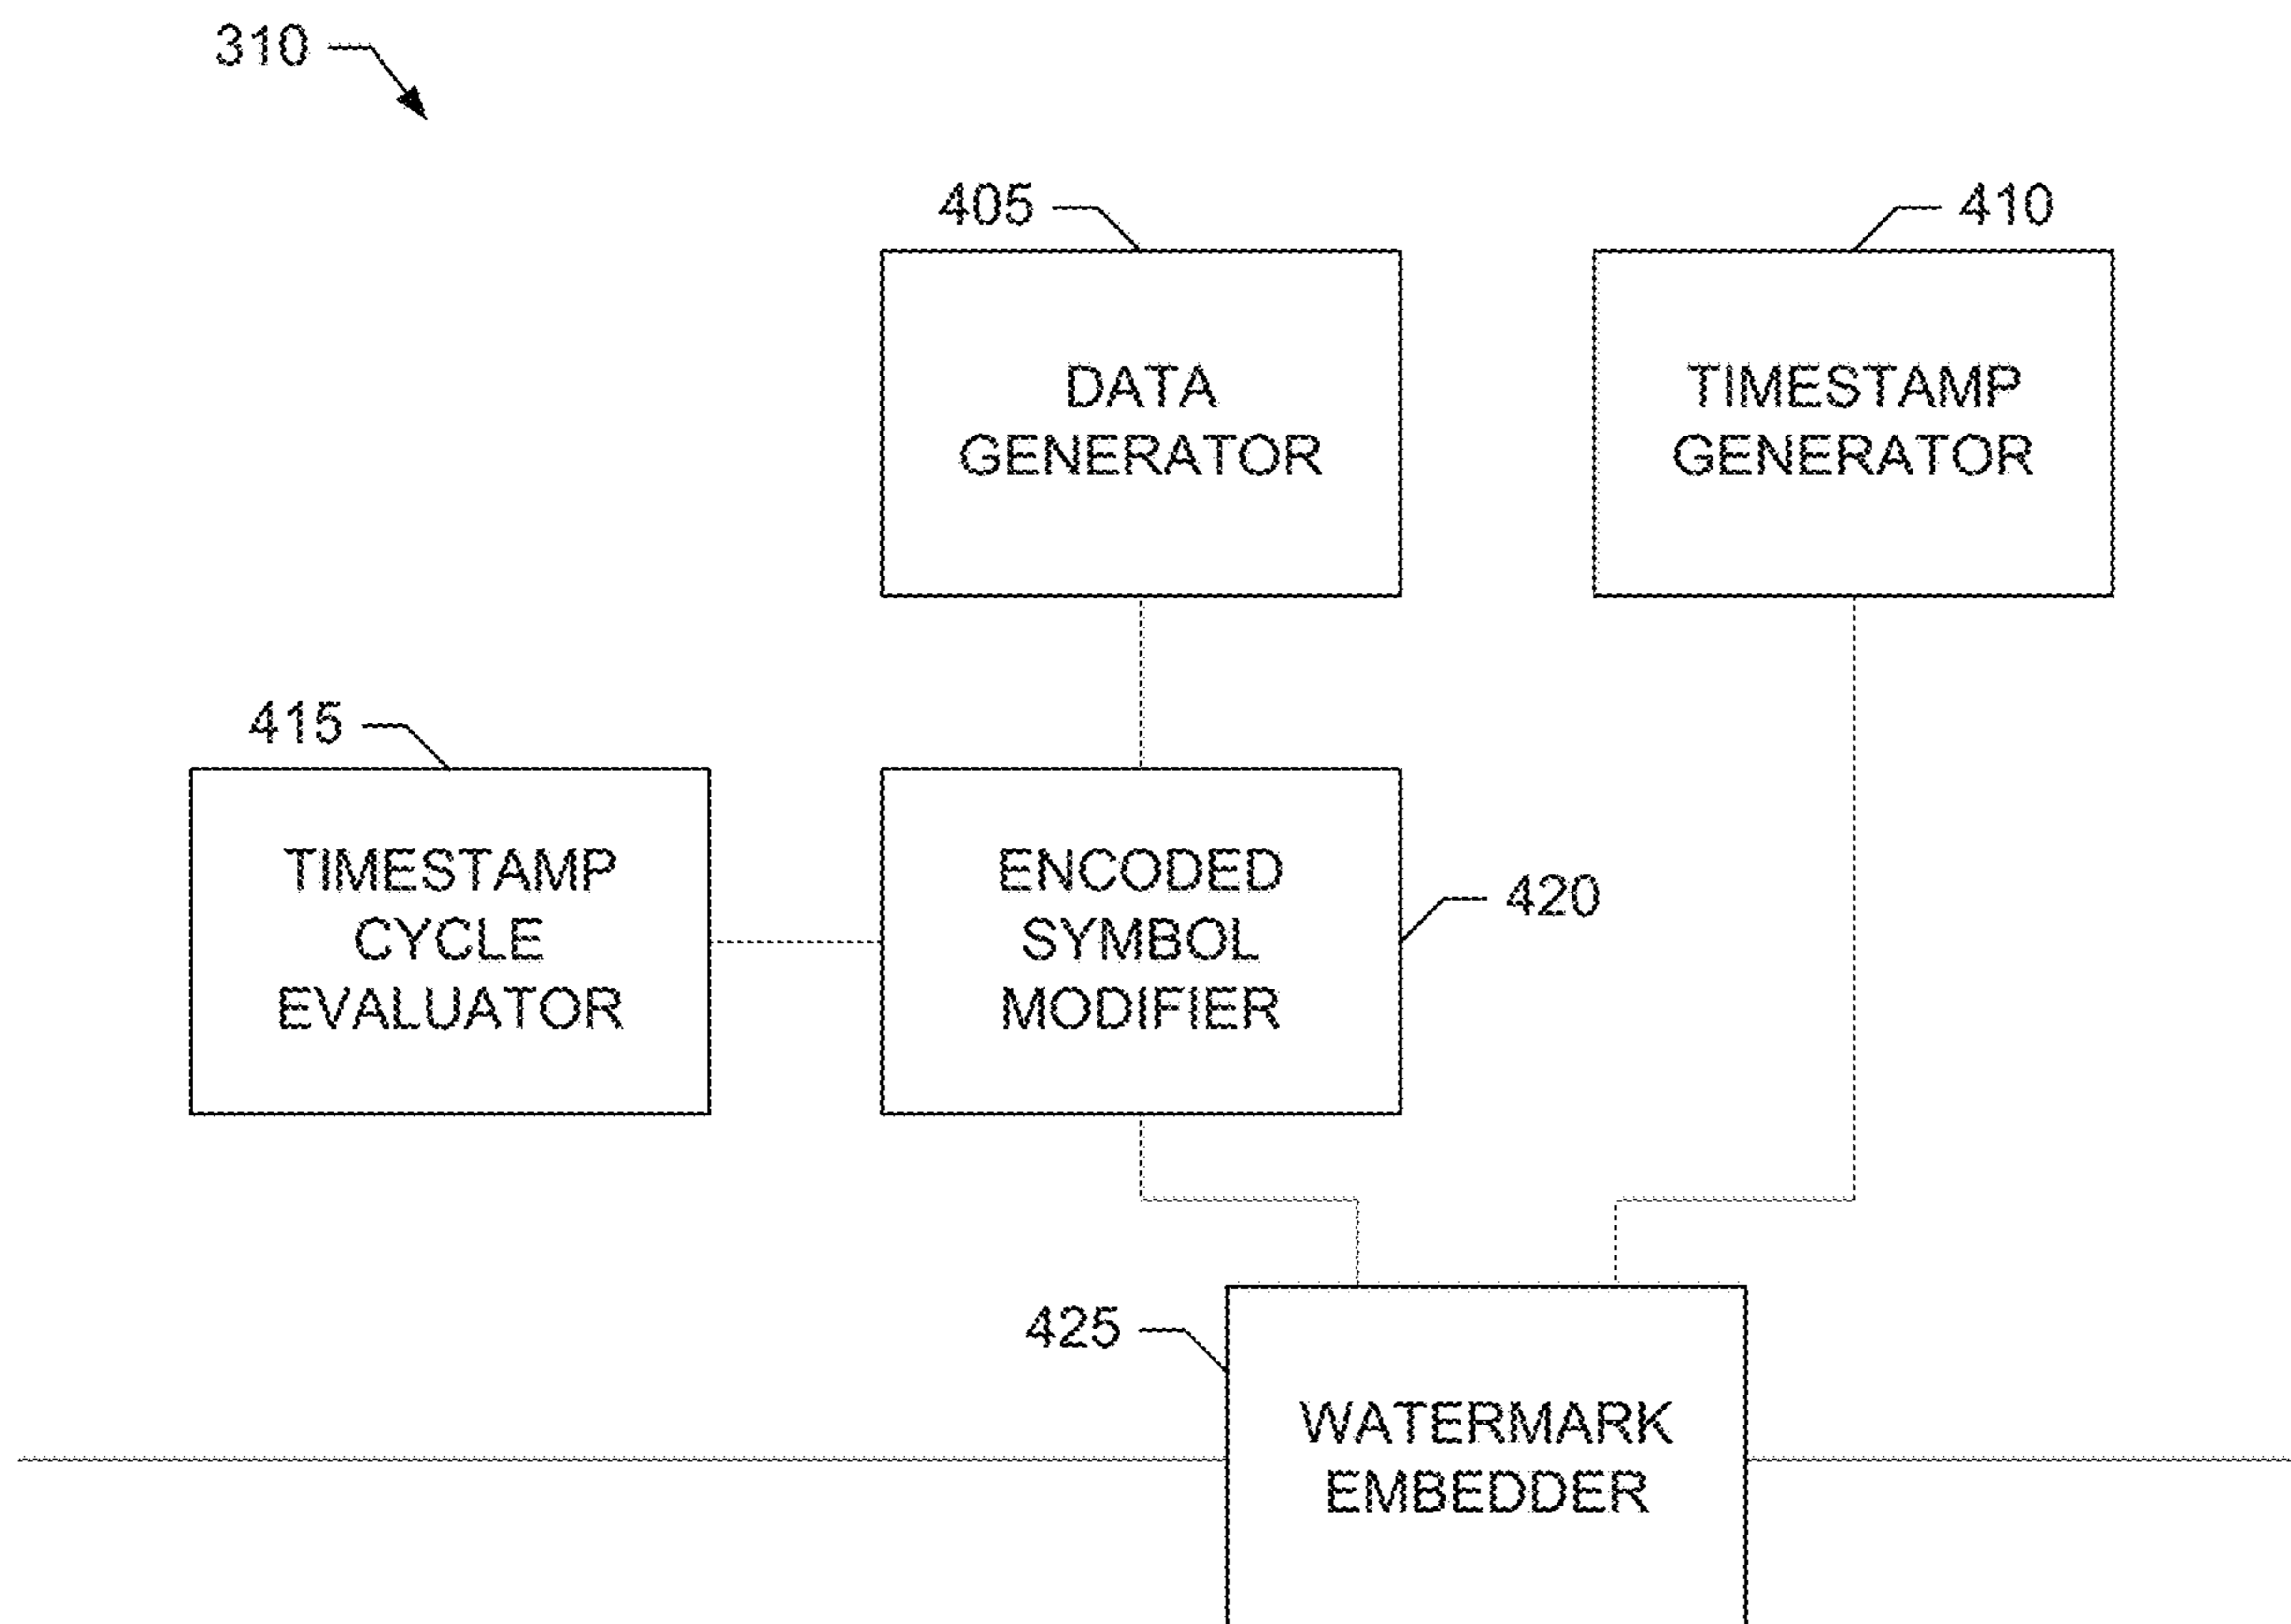 310
405
410
DATA
GENERATOR
TIMESTAMP
GENERATOR
415
TIMESTAMP
CYCLE
EVALUATOR
ENCODED
SYMBOL
MODIFIER
420
425
WATERMARK
EMBEDDER